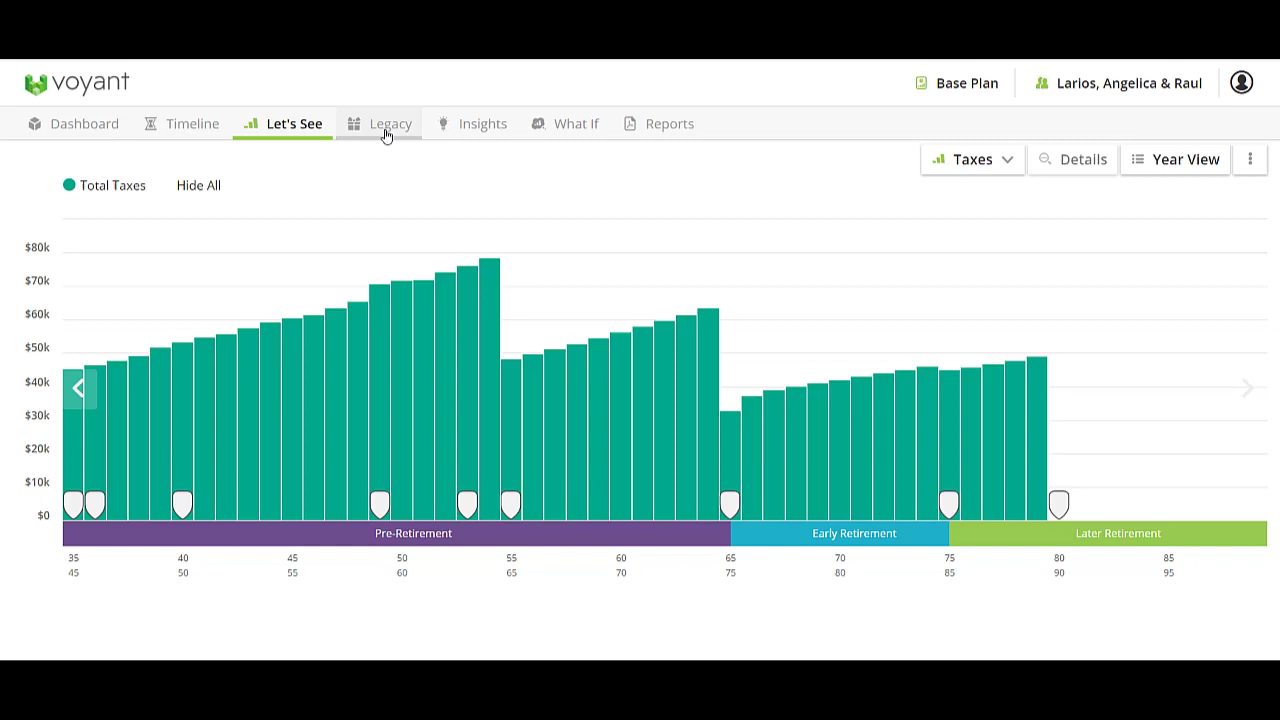 voyant
Base Plan
Larios, Angelica & Raul
Dashboard
Timeline
Let's See
Legacy
Insights
What If
Reports
Taxes
Details
Year View
Total Taxes
Hide All
$80k
$70k
$60k
$50k
$40k
$30k
$20k
$10k
$0
Pre-Retirement
Early Retirement
Later Retirement
35 40 45 50 55 60 65 70 75 80 85
45 50 55 60 65 70 75 80 85 90 95